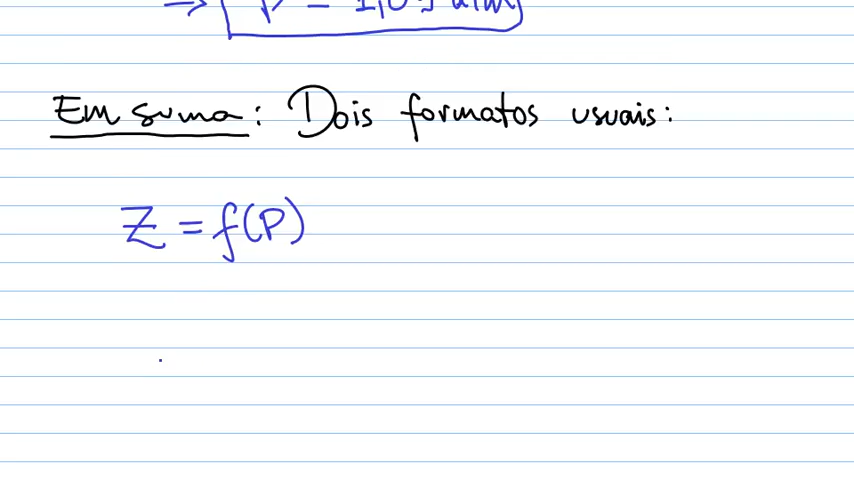 Em suma: Dois formatos usuais:
Z = f(P)